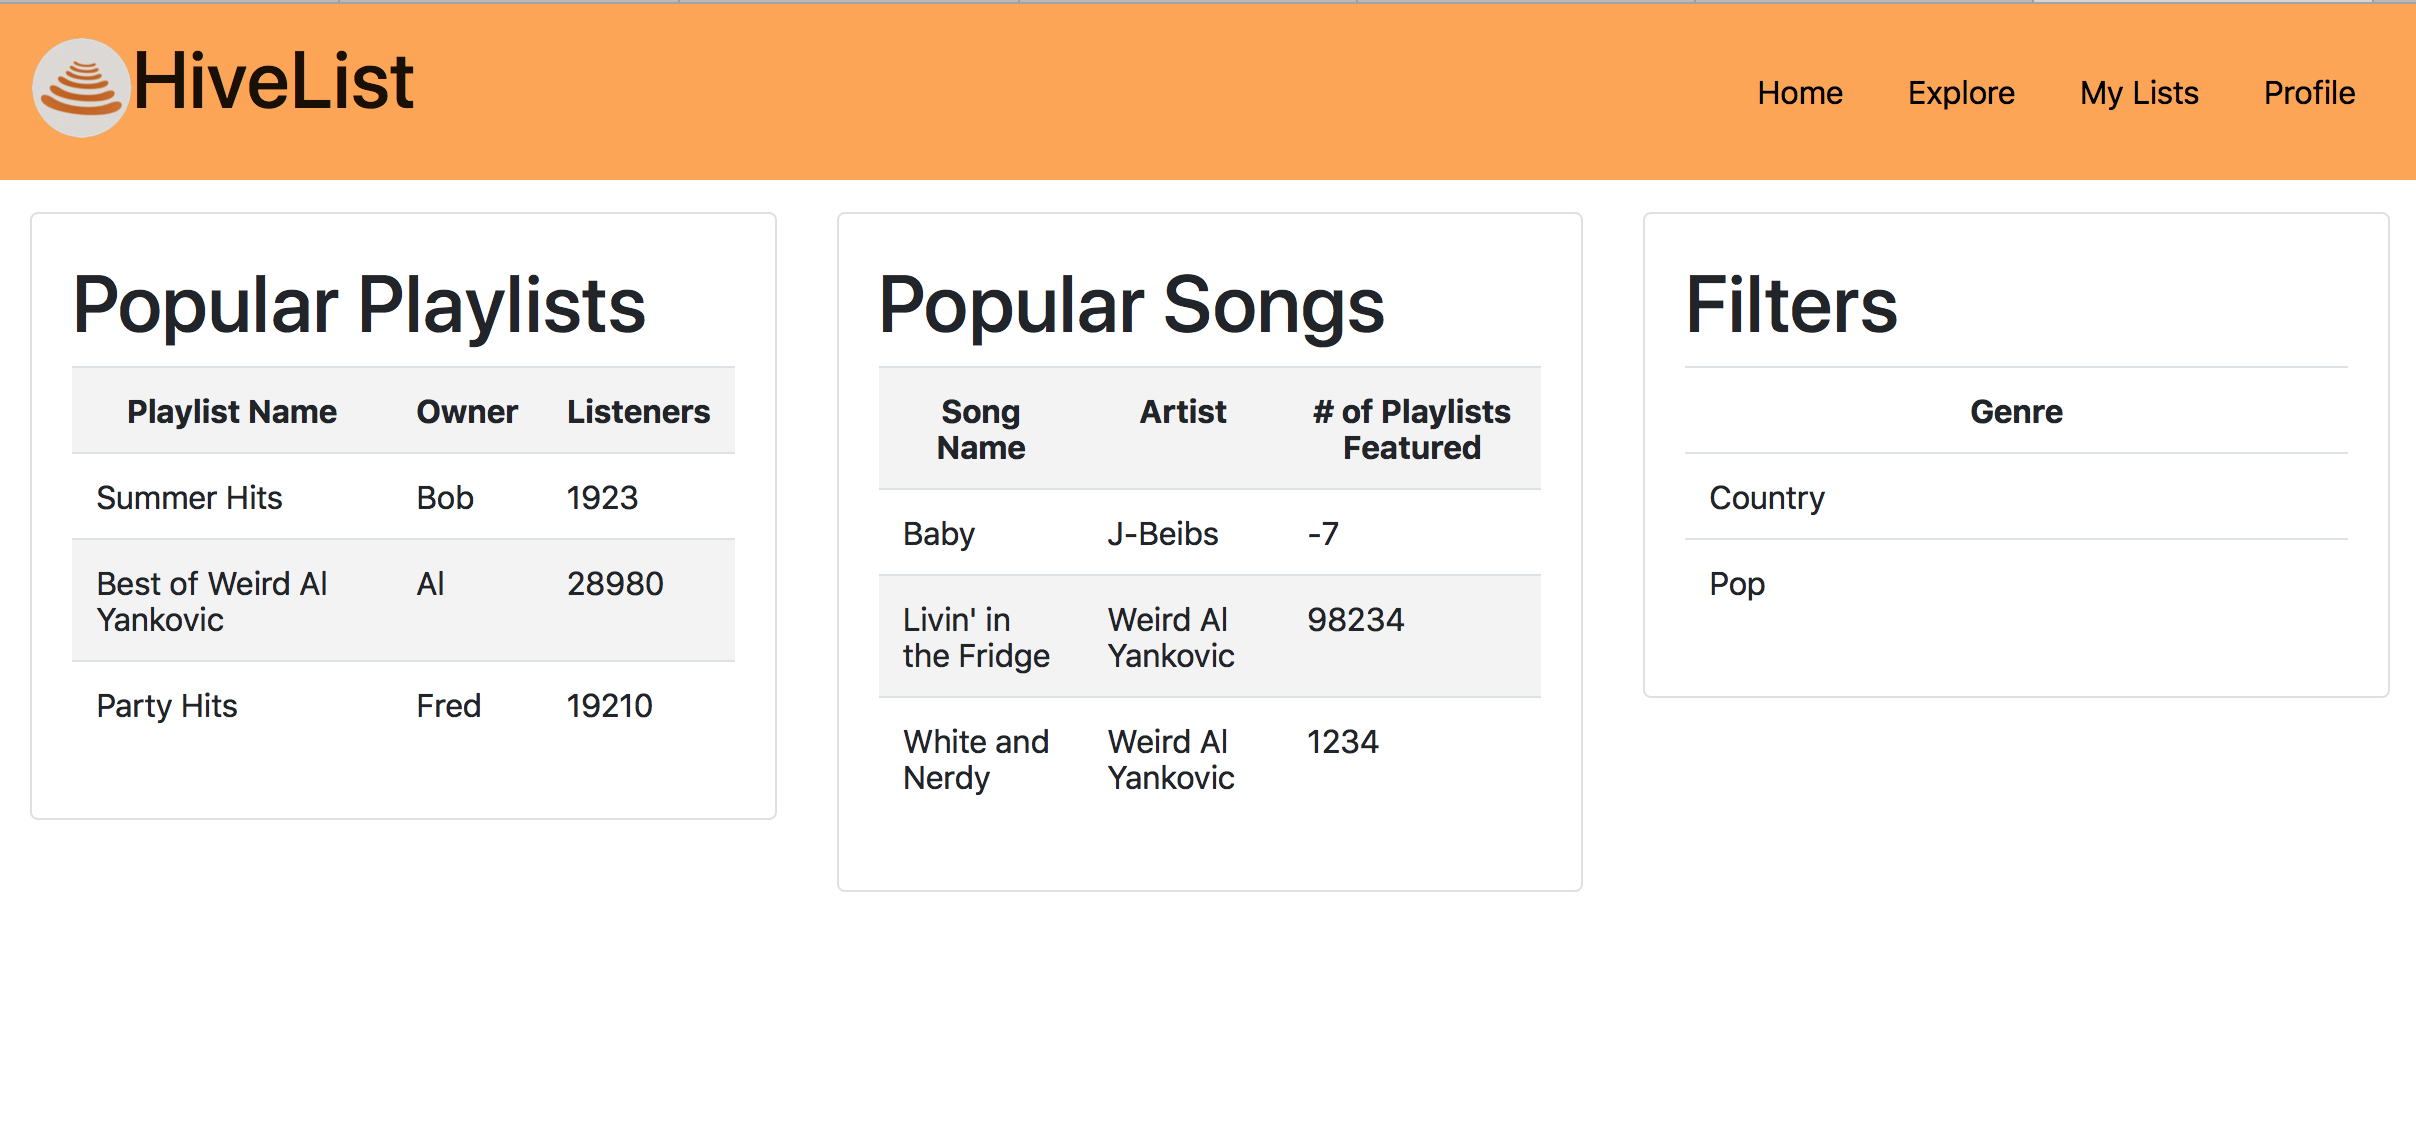 HiveList
Home Explore My Lists Profile
Popular Playlists
Playlist Name Owner Listeners
Summer Hits Bob 1923
Best of Weird Al Al 28980
Yankovic
Party Hits Fred 19210
Popular Songs
Song Artist # of Playlists
Name Featured
Baby J-Beibs -7
Livin' in Weird Al 98234
the Fridge Yankovic
White and Weird Al 1234
Nerdy Yankovic
Filters
Genre
Country
Pop